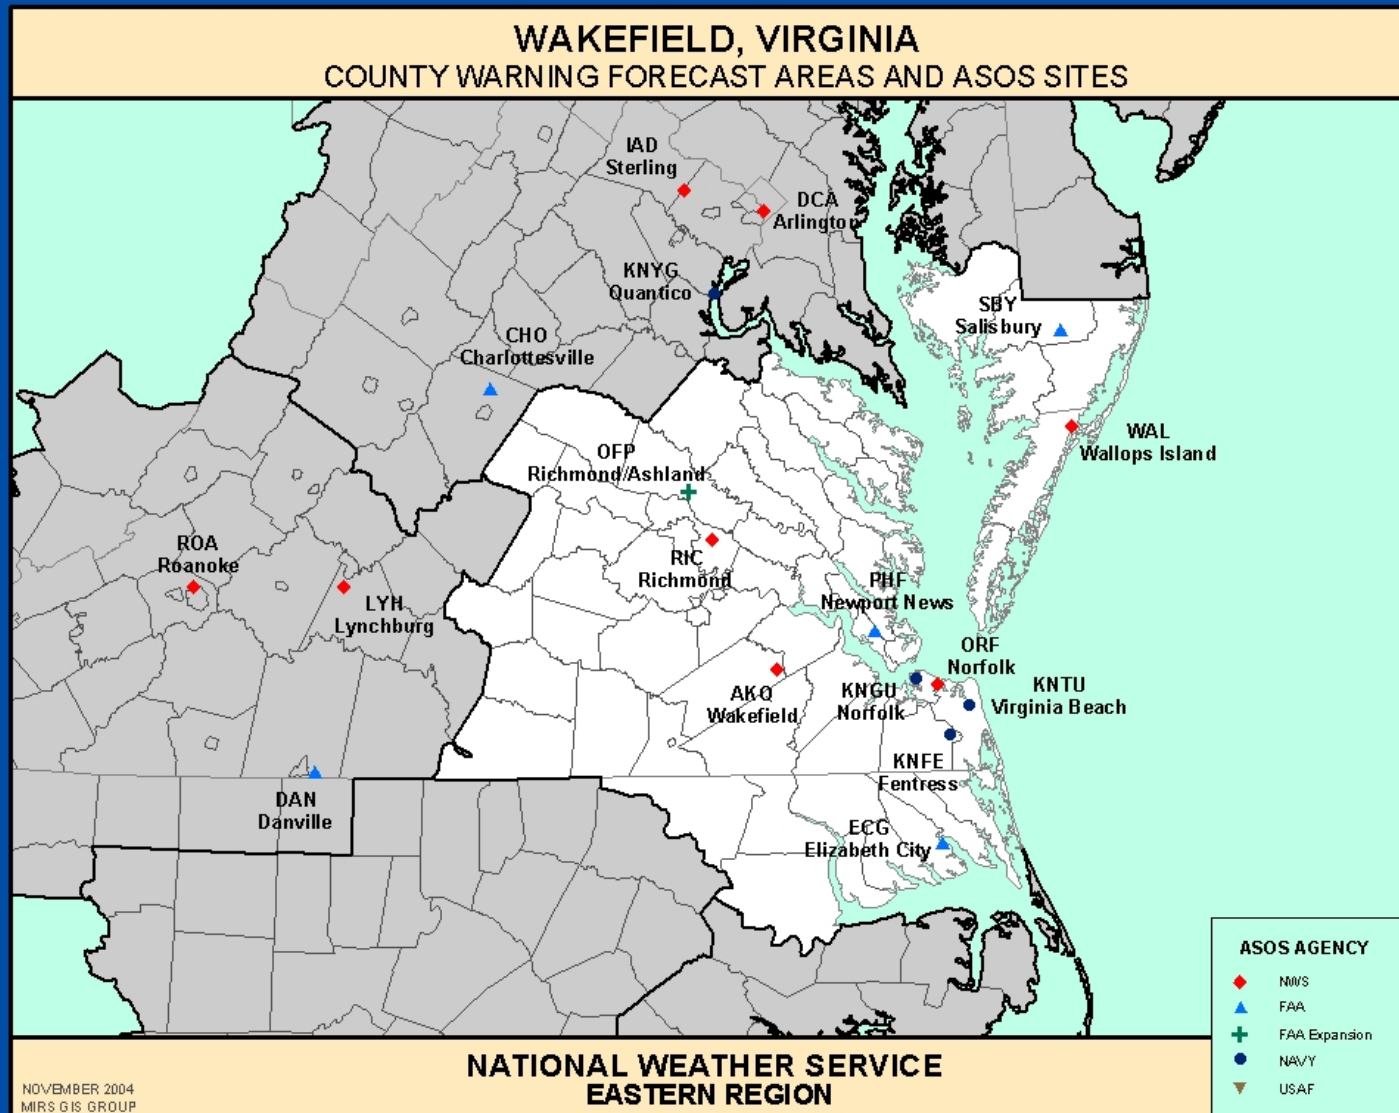 WAKEFIELD, VIRGINIA
COUNTY WARNING FORECAST AREAS AND ASOS SITES
IAD
Sterling
DCA
Arlington
KNYG
Quantico
SBY
Salisbury
CHO
Charlottesville
WAL
Wallops Island
OFP
Richmond/Ashland
ROA
Roanoke
RIC
Richmond
PHF
Newport News
LYH
Lynchburg
ORF
Norfolk
AKQ
Wakefield
KNGU
Norfolk
KNTU
Virginia Beach
KNFE
Fentress
DAN
Danville
ECG
Elizabeth City
ASOS AGENCY
NWS
FAA
FAA Expansion
NAVY
USAF
NATIONAL WEATHER SERVICE
EASTERN REGION
NOVEMBER 2004
MIRS GIS GROUP